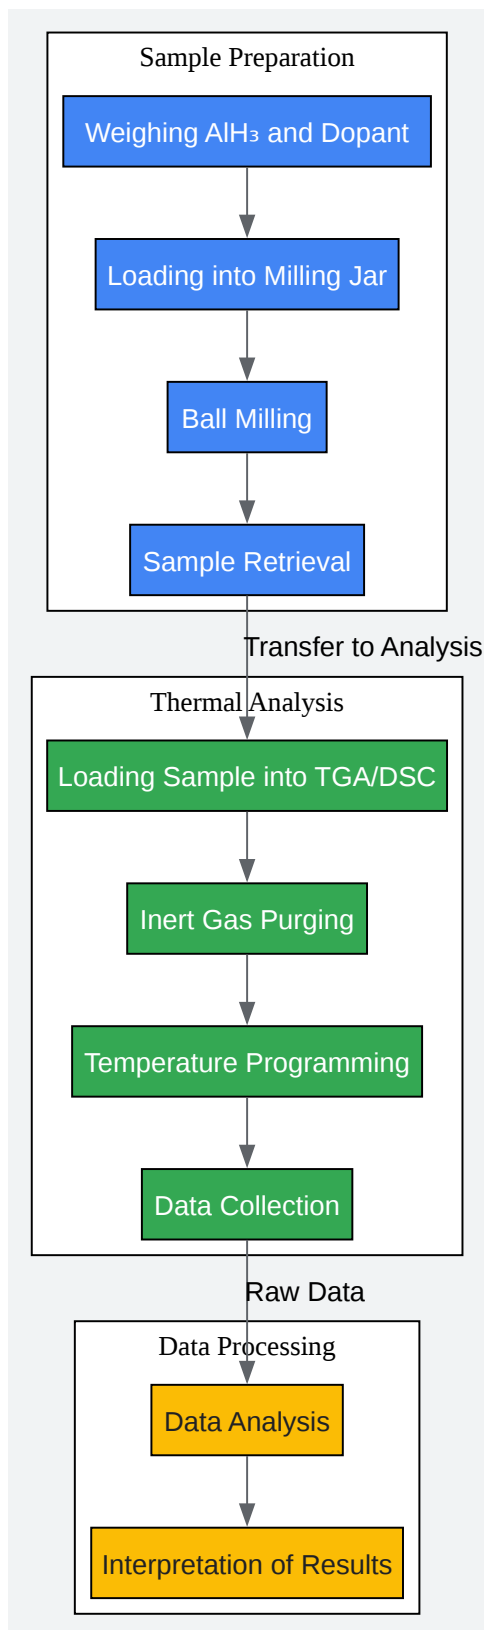 Sample Preparation
Weighing AlH₃ and Dopant
Loading into Milling Jar
Ball Milling
Sample Retrieval
Transfer to Analysis
Thermal Analysis
Loading Sample into TGA/DSC
Inert Gas Purging
Temperature Programming
Data Collection
Raw Data
Data Processing
Data Analysis
Interpretation of Results